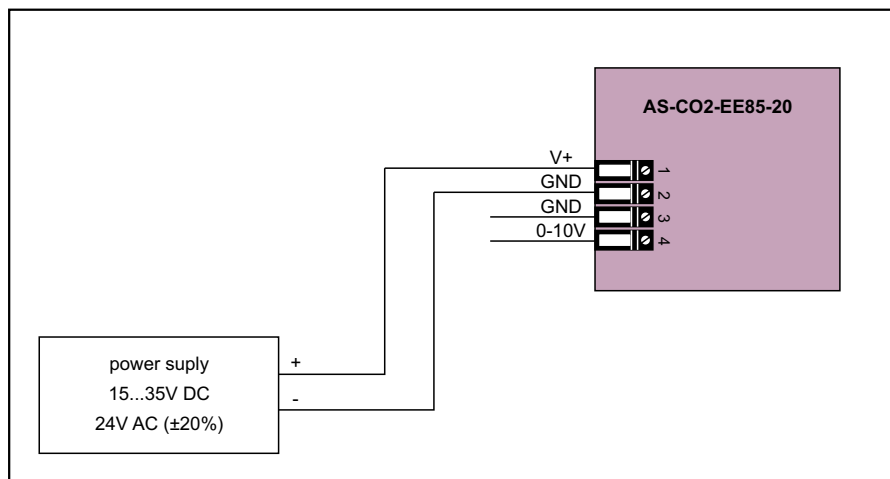 AS-CO2-EE85-20
V+
1
GND
2
GND
3
0-10V
4
power suply
+
15...35V DC
-
24V AC (±20%)